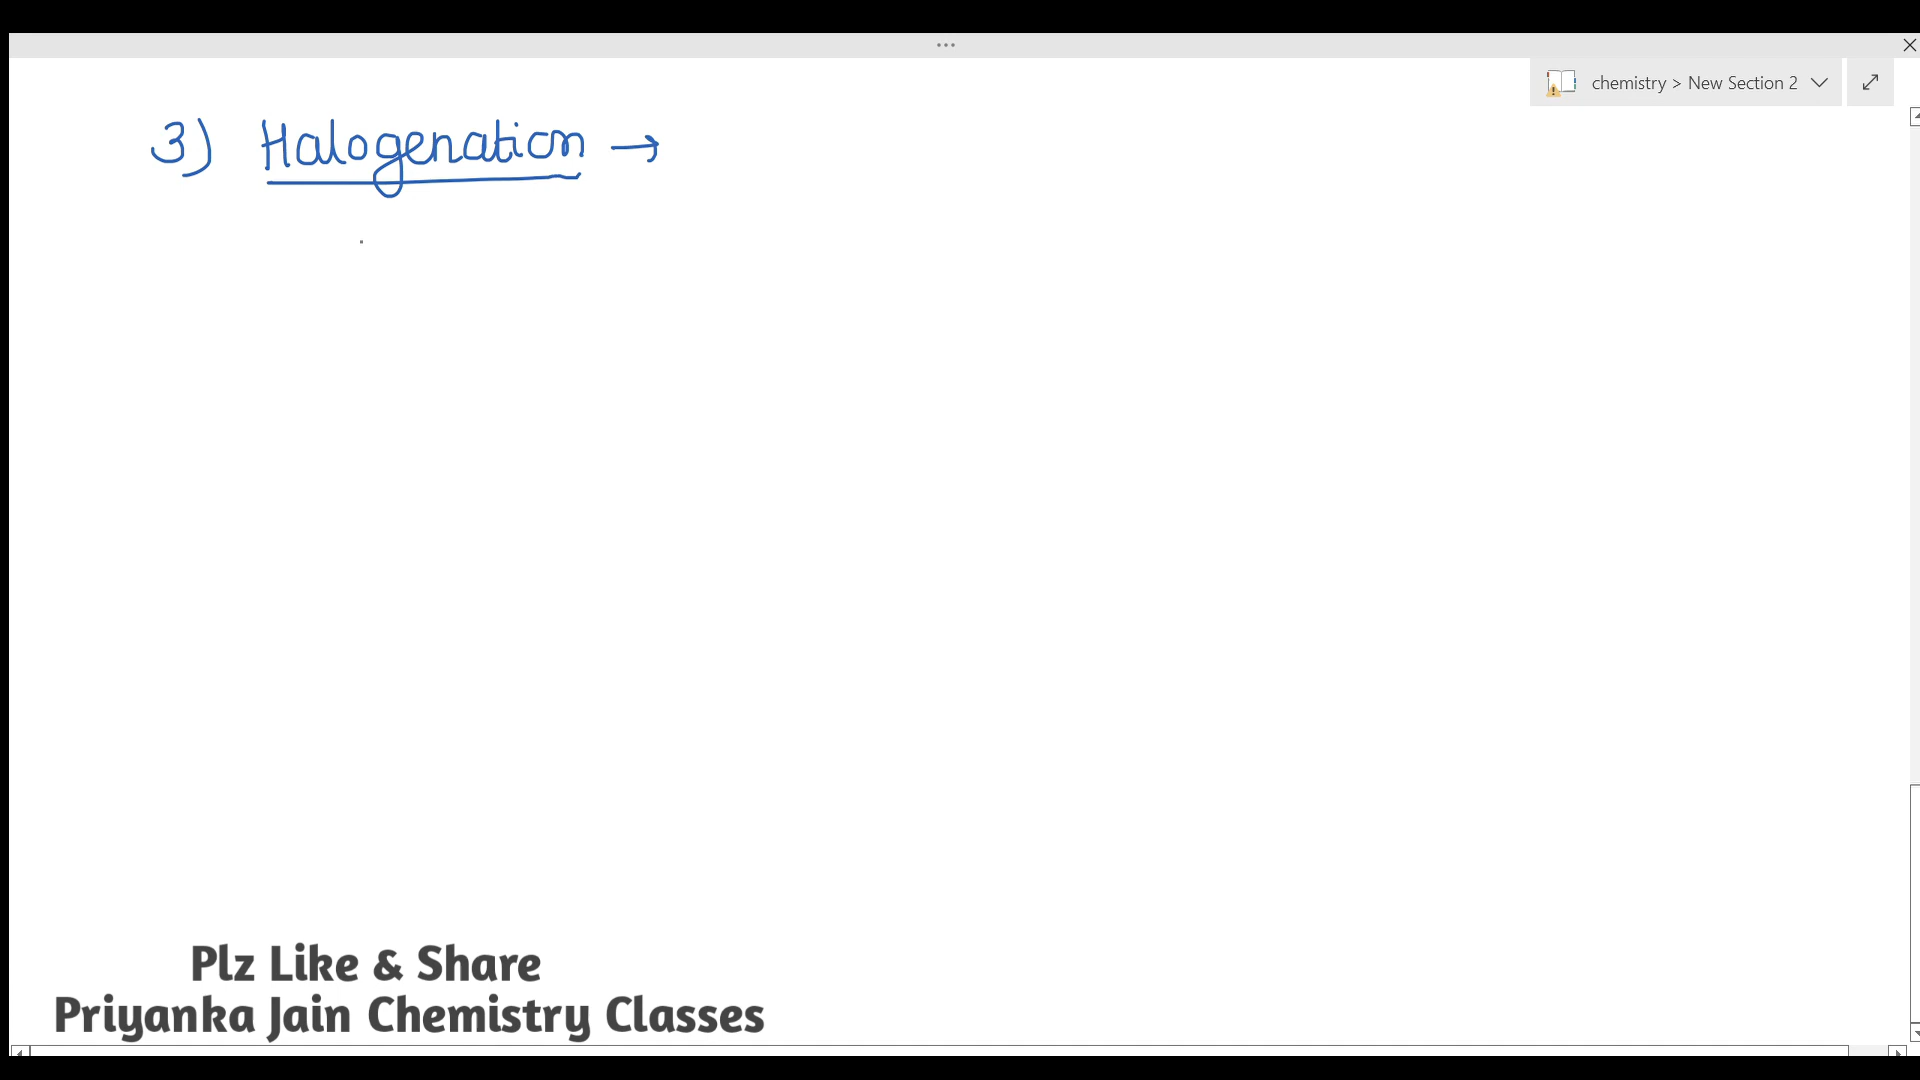 chemistry > New Section 2
3) Halogenation →
Plz Like & Share
Priyanka Jain Chemistry Classes